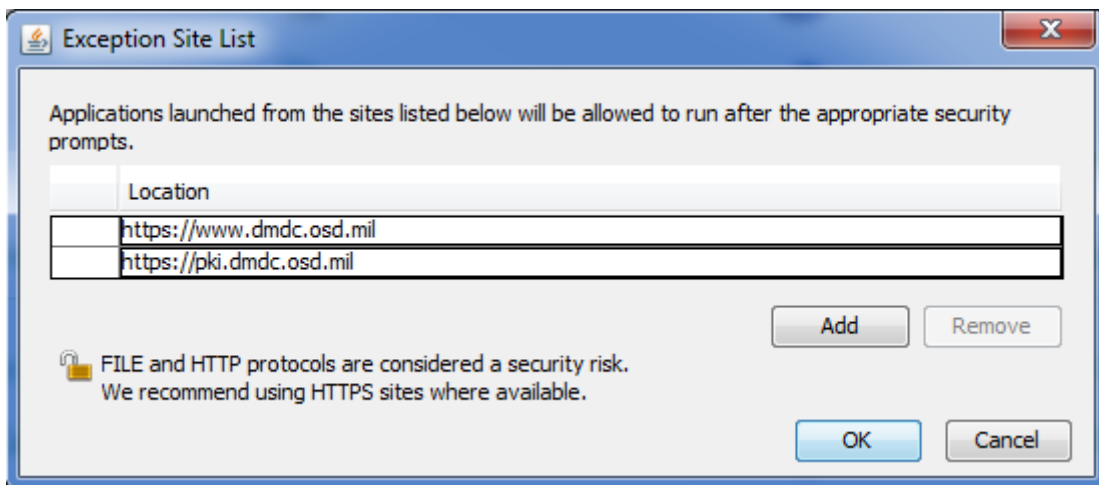 Exception Site List
Applications launched from the sites listed below will be allowed to run after the appropriate security
prompts.
Location
https://www.dmdc.osd.mil
https://pki.dmdc.osd.mil
Add
Remove
FILE and HTTP protocols are considered a security risk.
We recommend using HTTPS sites where available.
OK
Cancel